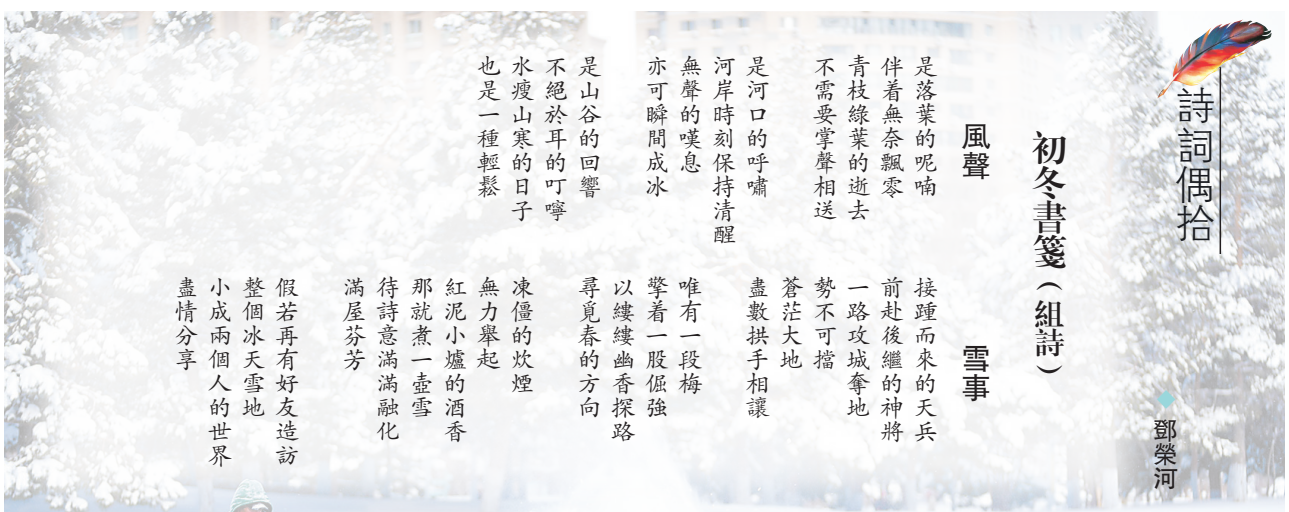 詩詞偶拾
初冬書箋（組詩）
◆鄧榮河
風聲
是落葉的呢喃
伴着無奈飄零
青枝綠葉的逝去
不需要掌聲相送
是河口的呼嘯
河岸時刻保持清醒
無聲的嘆息
亦可瞬間成冰
是山谷的回響
不絕於耳的叮嚀
水瘦山寒的日子
也是一種輕鬆
雪事
接踵而來的天兵
前赴後繼的神將
一路攻城奪地
勢不可擋
蒼茫大地
盡數拱手相讓
唯有一段梅
擎着一股倔強
以縷縷幽香探路
尋覓春的方向
凍僵的炊煙
無力舉起
紅泥小爐的酒香
那就煮一壺雪
待詩意滿滿融化
滿屋芬芳
假若再有好友造訪
整個冰天雪地
小成兩個人的世界
盡情分享